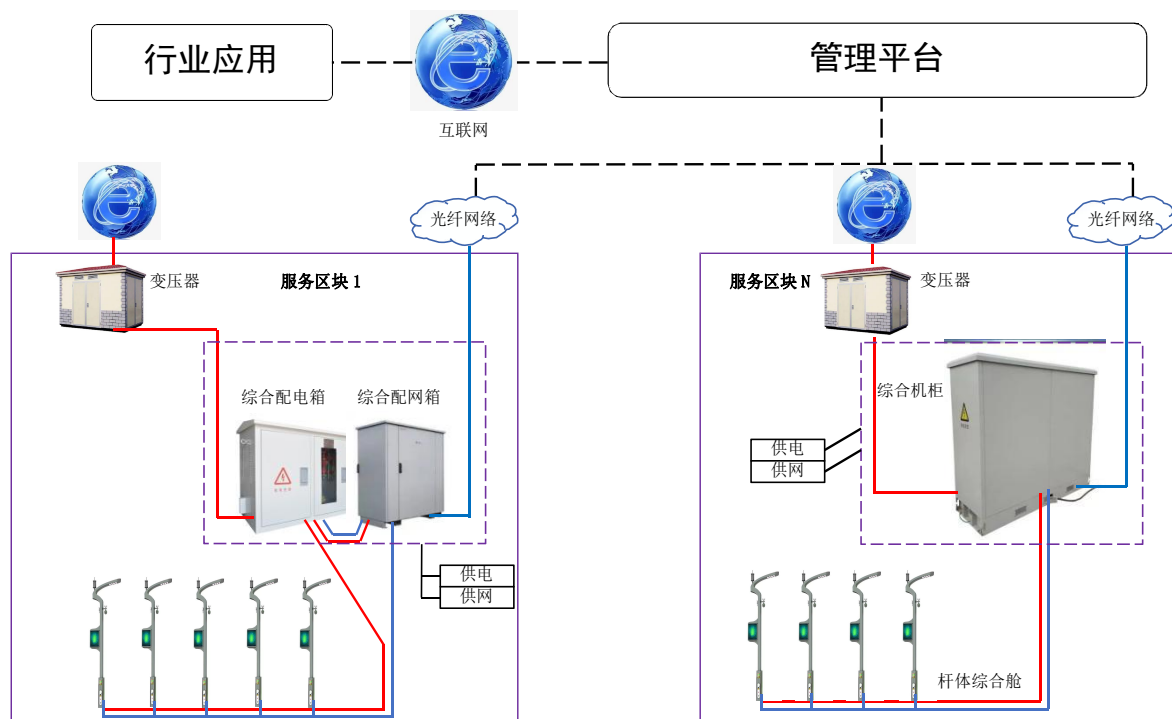 行业应用
管理平台
互联网
光纤网络
光纤网络
变压器
服务区块 1
服务区块 N
变压器
综合配电箱
综合配网箱
综合机柜
供电
供网
供电
供网
杆体综合舱